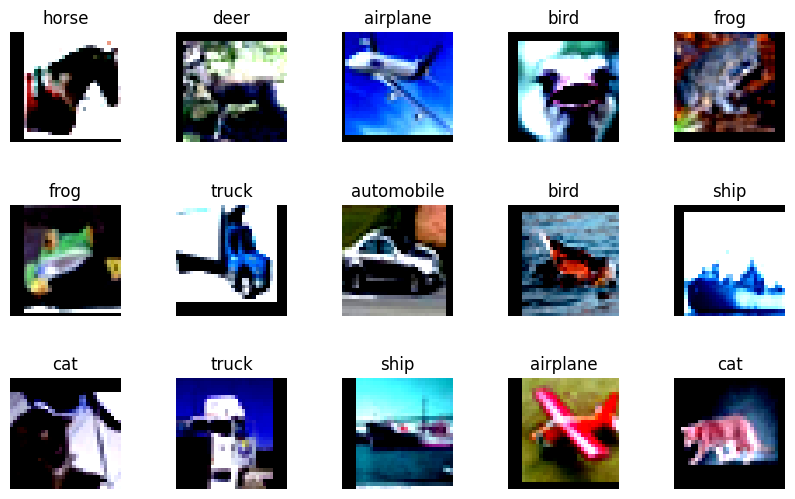 horse deer airplane bird frog
frog truck automobile bird ship
cat truck ship airplane cat